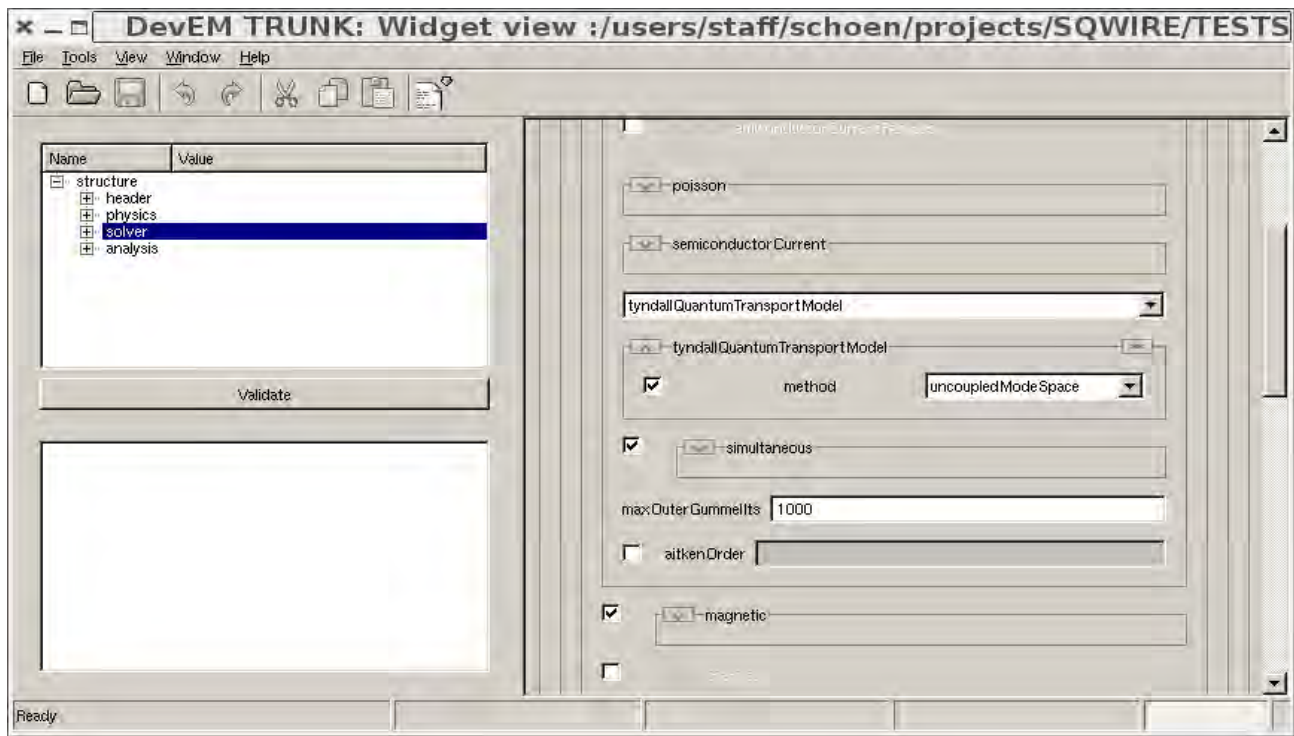 DevEM TRUNK: Widget view :/users/staff/schoen/projects/SQWIRE/TESTS
File Tools View Window Help
Name Value
structure
header
physics
solver
analysis
Validate
poisson
semiconductorCurrent
tyndallQuantumTransportModel
tyndallQuantumTransportModel
method uncoupledModeSpace
simultaneous
maxOuterGummelIts 1000
aitkenOrder
magnetic
Ready